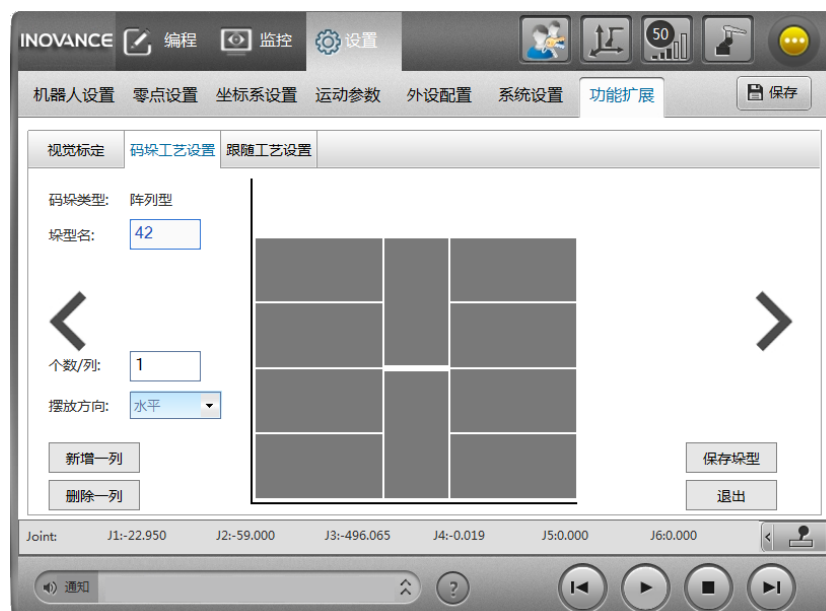 INOVANCE 编程 监控 设置 50
机器人设置 零点设置 坐标系设置 运动参数 外设配置 系统设置 功能扩展 保存
视觉标定 码垛工艺设置 跟随工艺设置
码垛类型: 阵列型
垛型名: 42
个数/列: 1
摆放方向: 水平
新增一列 保存垛型
删除一列 退出
Joint: J1:-22.950 J2:-59.000 J3:-496.065 J4:-0.019 J5:0.000 J6:0.000
通知 ?